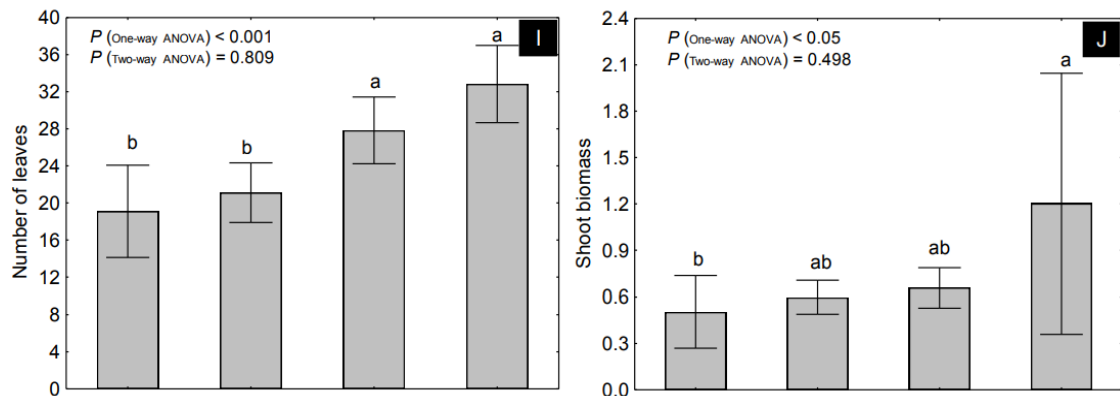 40
36
32
28
24
20
16
12
8
4
0
Number of leaves
P (One-way ANOVA) < 0.001
P (Two-way ANOVA) = 0.809
I
b
b
a
a
2.4
2.1
1.8
1.5
1.2
0.9
0.6
0.3
0.0
Shoot biomass
P (One-way ANOVA) < 0.05
P (Two-way ANOVA) = 0.498
J
b
ab
ab
a